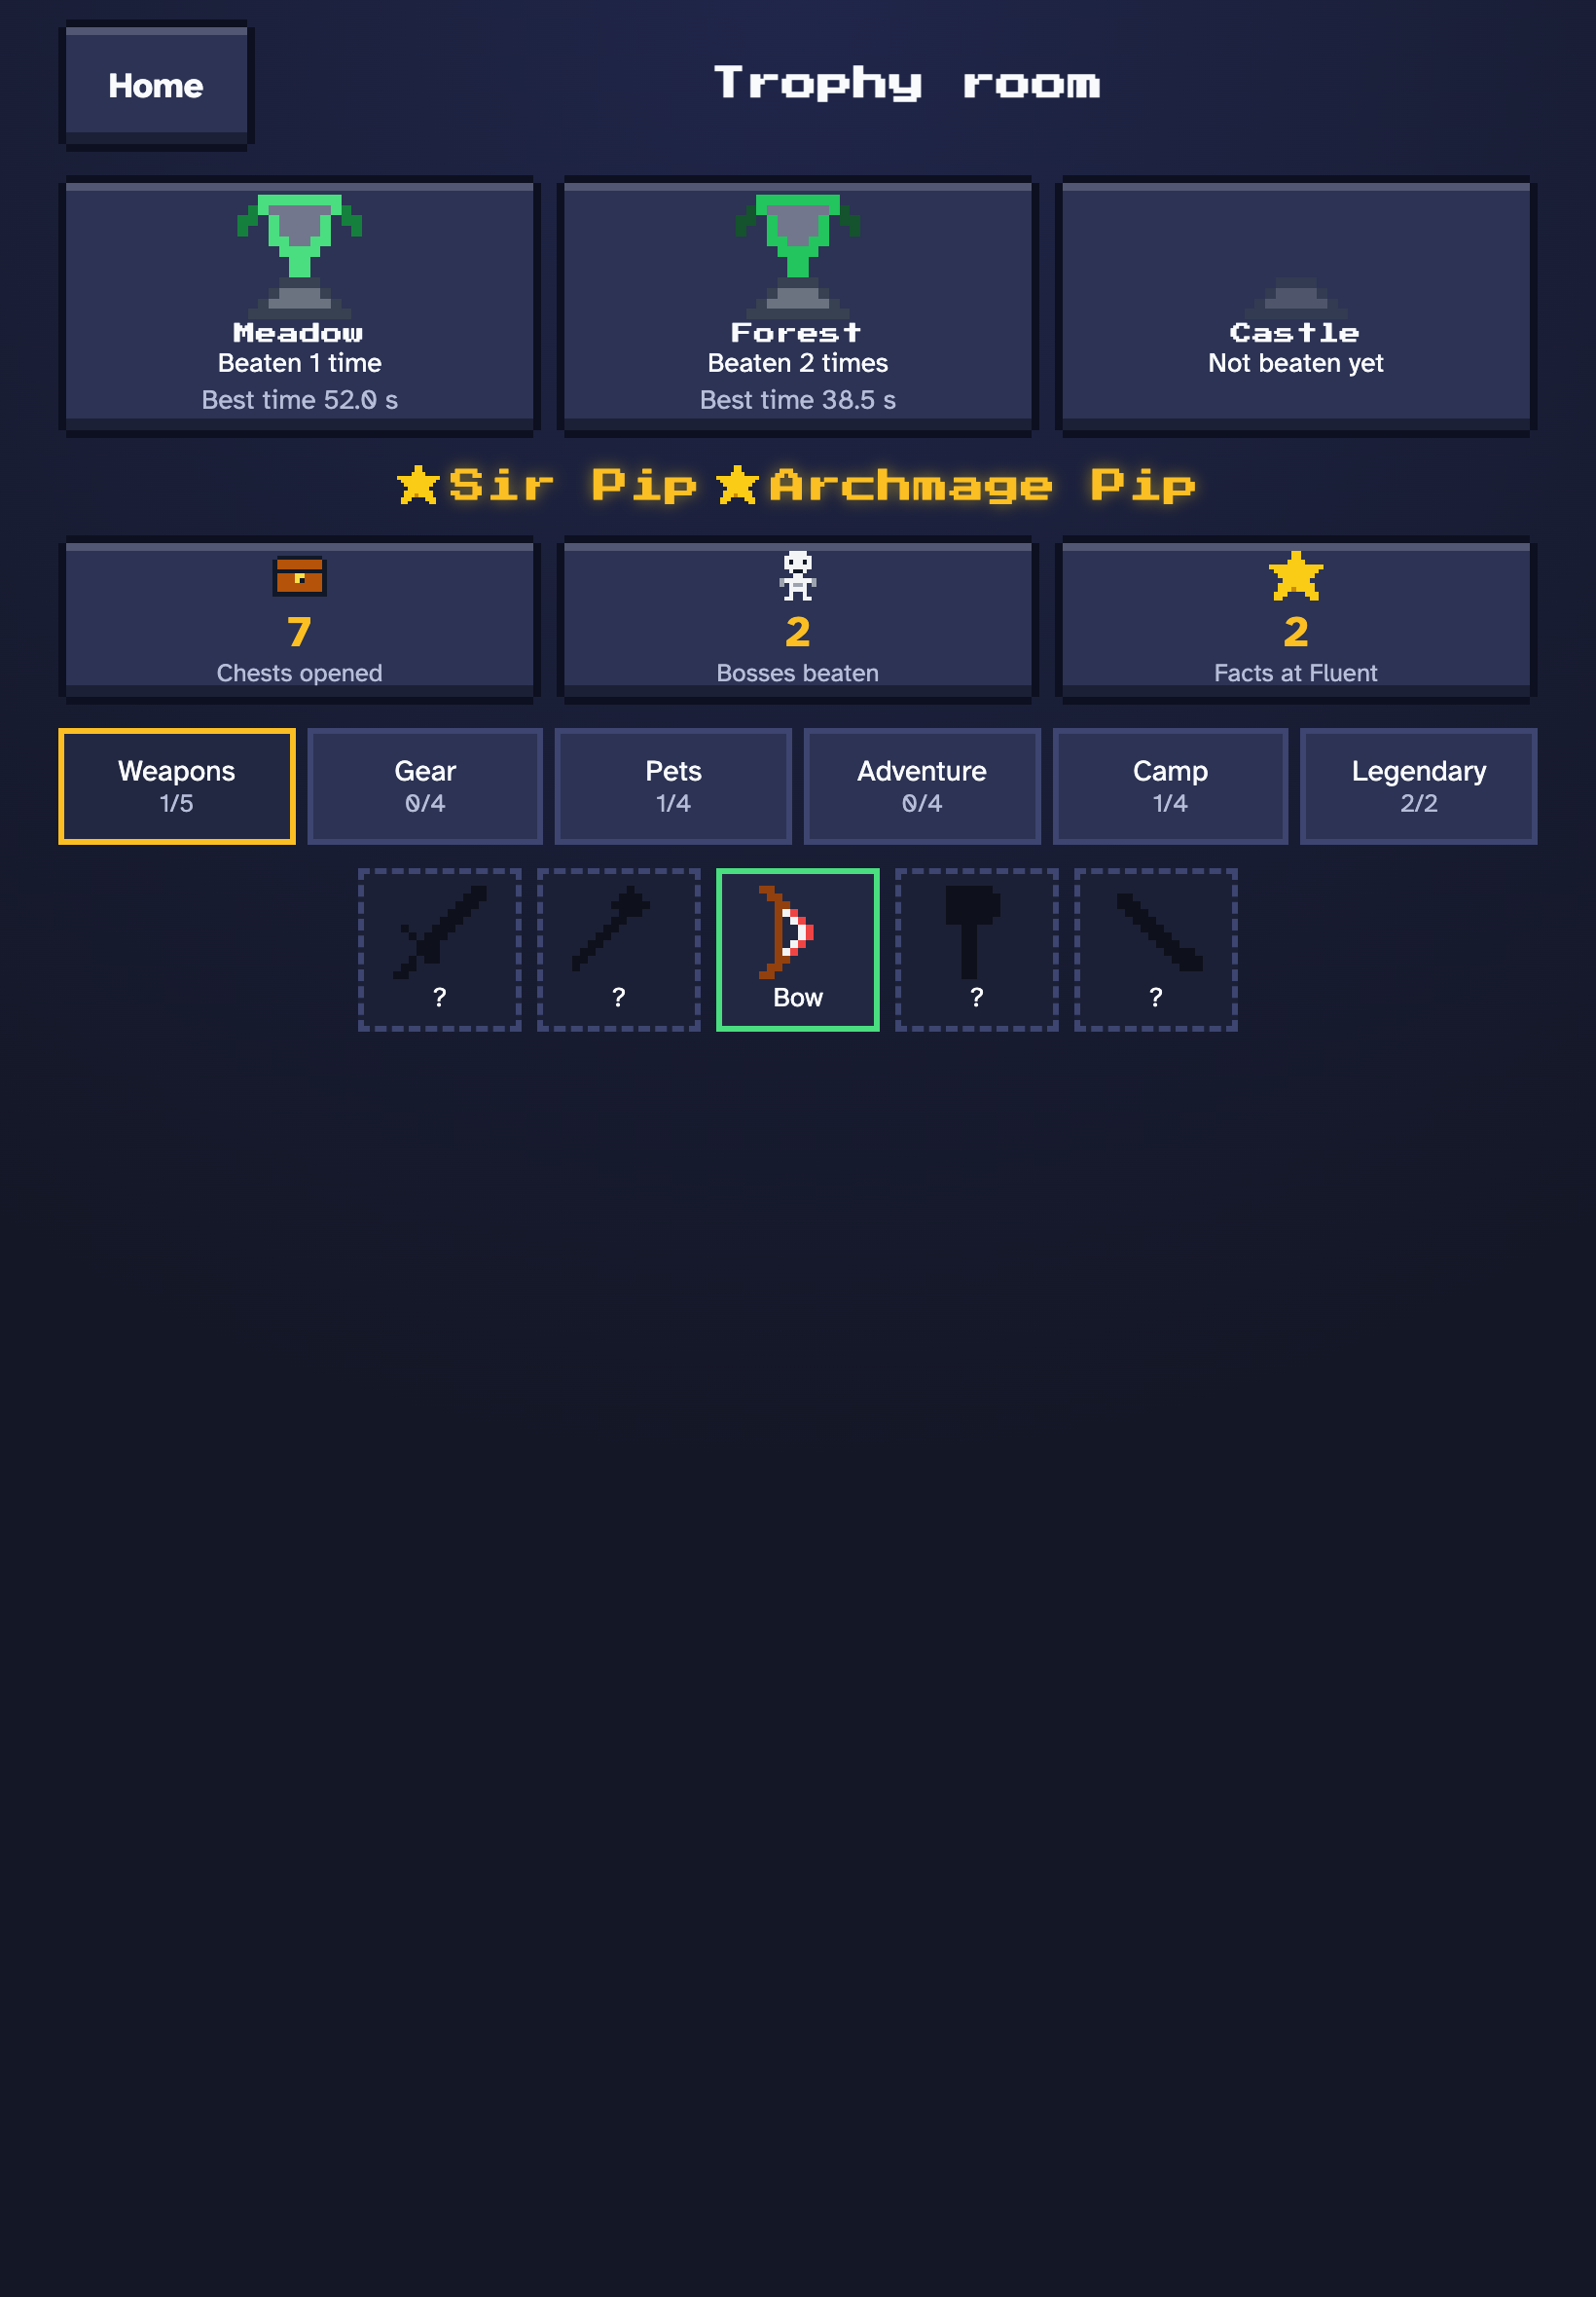 Home
Trophy room
Meadow
Beaten 1 time
Best time 52.0 s
Forest
Beaten 2 times
Best time 38.5 s
Castle
Not beaten yet
Sir Pip
Archmage Pip
7
Chests opened
2
Bosses beaten
2
Facts at Fluent
Weapons
1/5
Gear
0/4
Pets
1/4
Adventure
0/4
Camp
1/4
Legendary
2/2
?
?
Bow
?
?